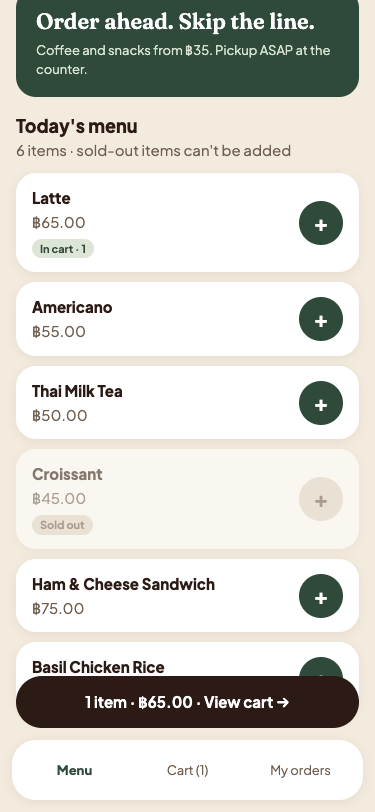 Order ahead. Skip the line.
Coffee and snacks from ฿35. Pickup ASAP at the
counter.
Today's menu
6 items · sold-out items can't be added
Latte
฿65.00
In cart · 1
+
Americano
฿55.00
+
Thai Milk Tea
฿50.00
+
Croissant
฿45.00
Sold out
+
Ham & Cheese Sandwich
฿75.00
+
Basil Chicken Rice
1 item · ฿65.00 · View cart →
Menu
Cart (1)
My orders